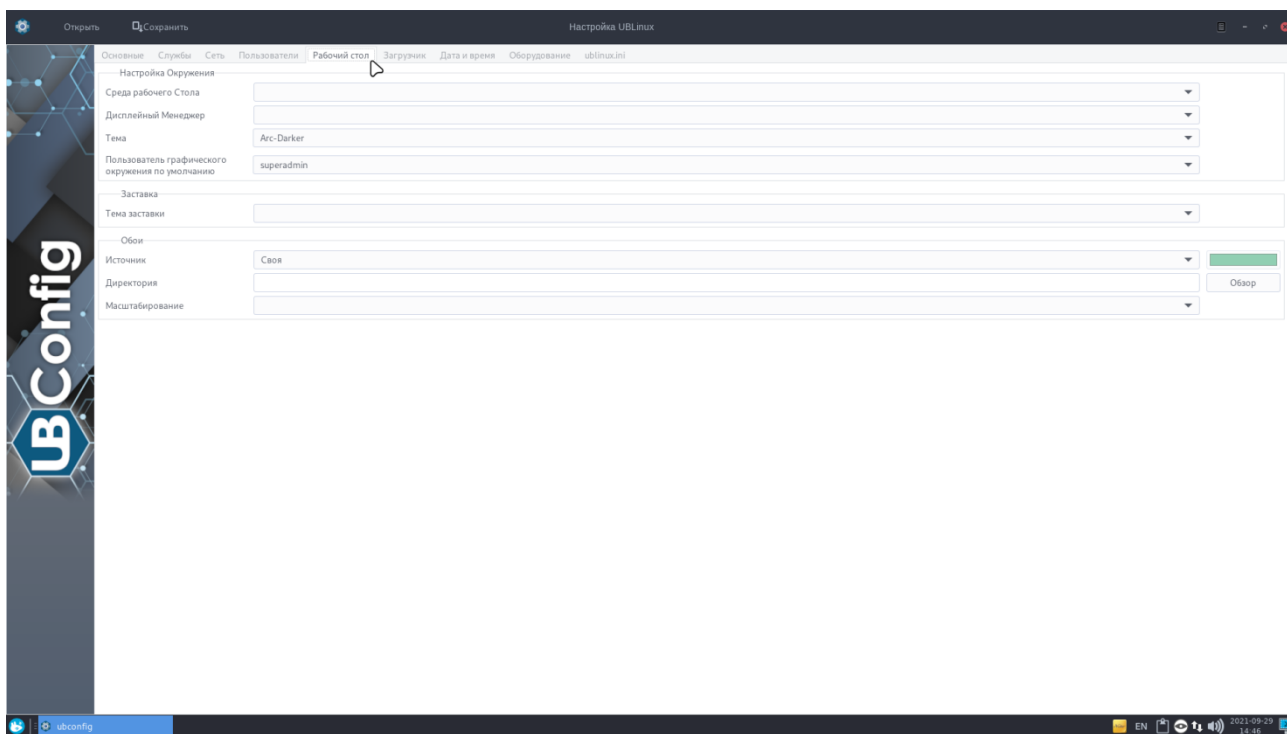 Открыть Сохранить Настройка UBLinux
Основные Службы Сеть Пользователи Рабочий стол Загрузчик Дата и время Оборудование ublinux.ini
Настройка Окружения
Среда рабочего Стола
Дисплейный Менеджер
Тема Arc-Darker
Пользователь графического
окружения по умолчанию superadmin
Заставка
Тема заставки
Обои
Источник Своя
Директория Обзор
Масштабирование
UBConfig
ubconfig EN 2021-09-29
14:46